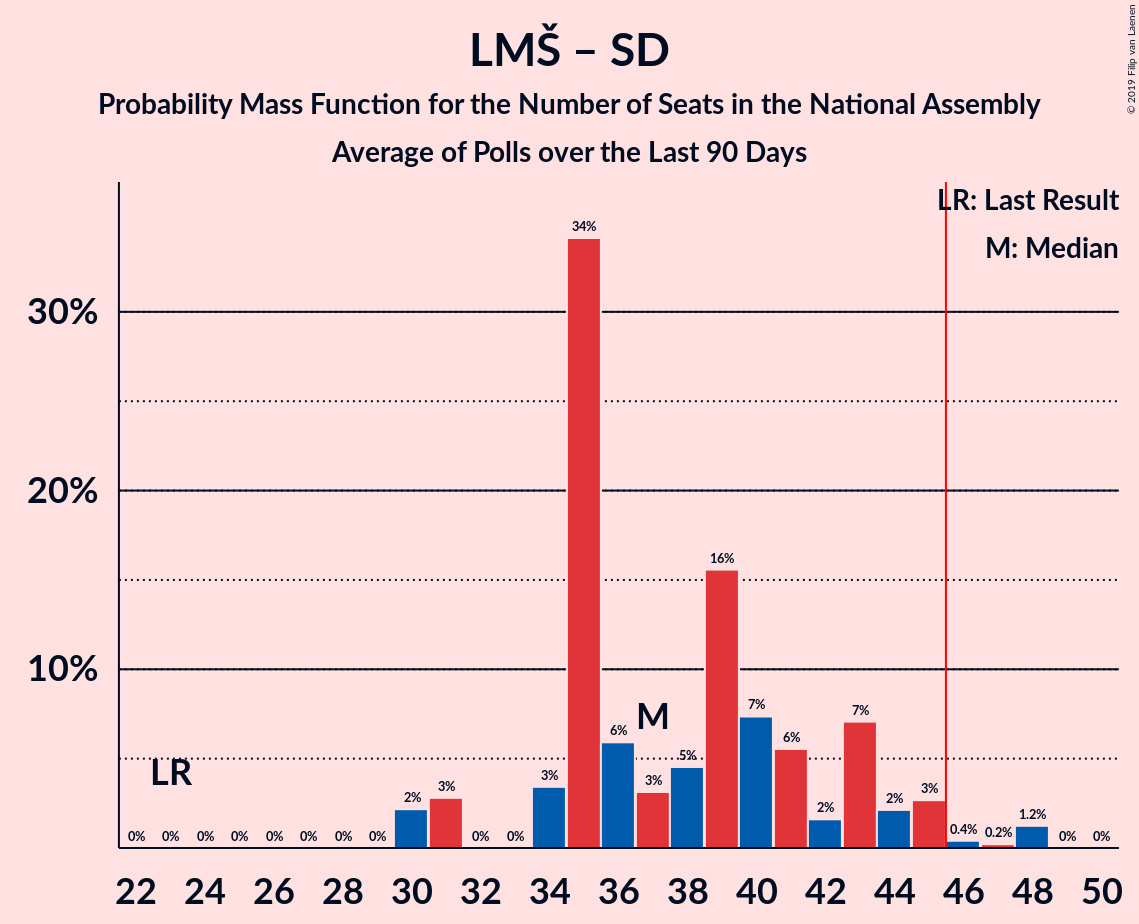 LMŠ – SD
Probability Mass Function for the Number of Seats in the National Assembly
Average of Polls over the Last 90 Days
© 2019 Filip van Laenen
LR: Last Result
M: Median
34%
30%
20%
16%
10%
M
7%
7%
6%
6%
5%
LR
3%
3%
3%
3%
2%
2%
2%
1.2%
0.4%
0.2%
0% 0% 0% 0% 0% 0% 0% 0% 0% 0% 0% 0%
22 24 26 28 30 32 34 36 38 40 42 44 46 48 50